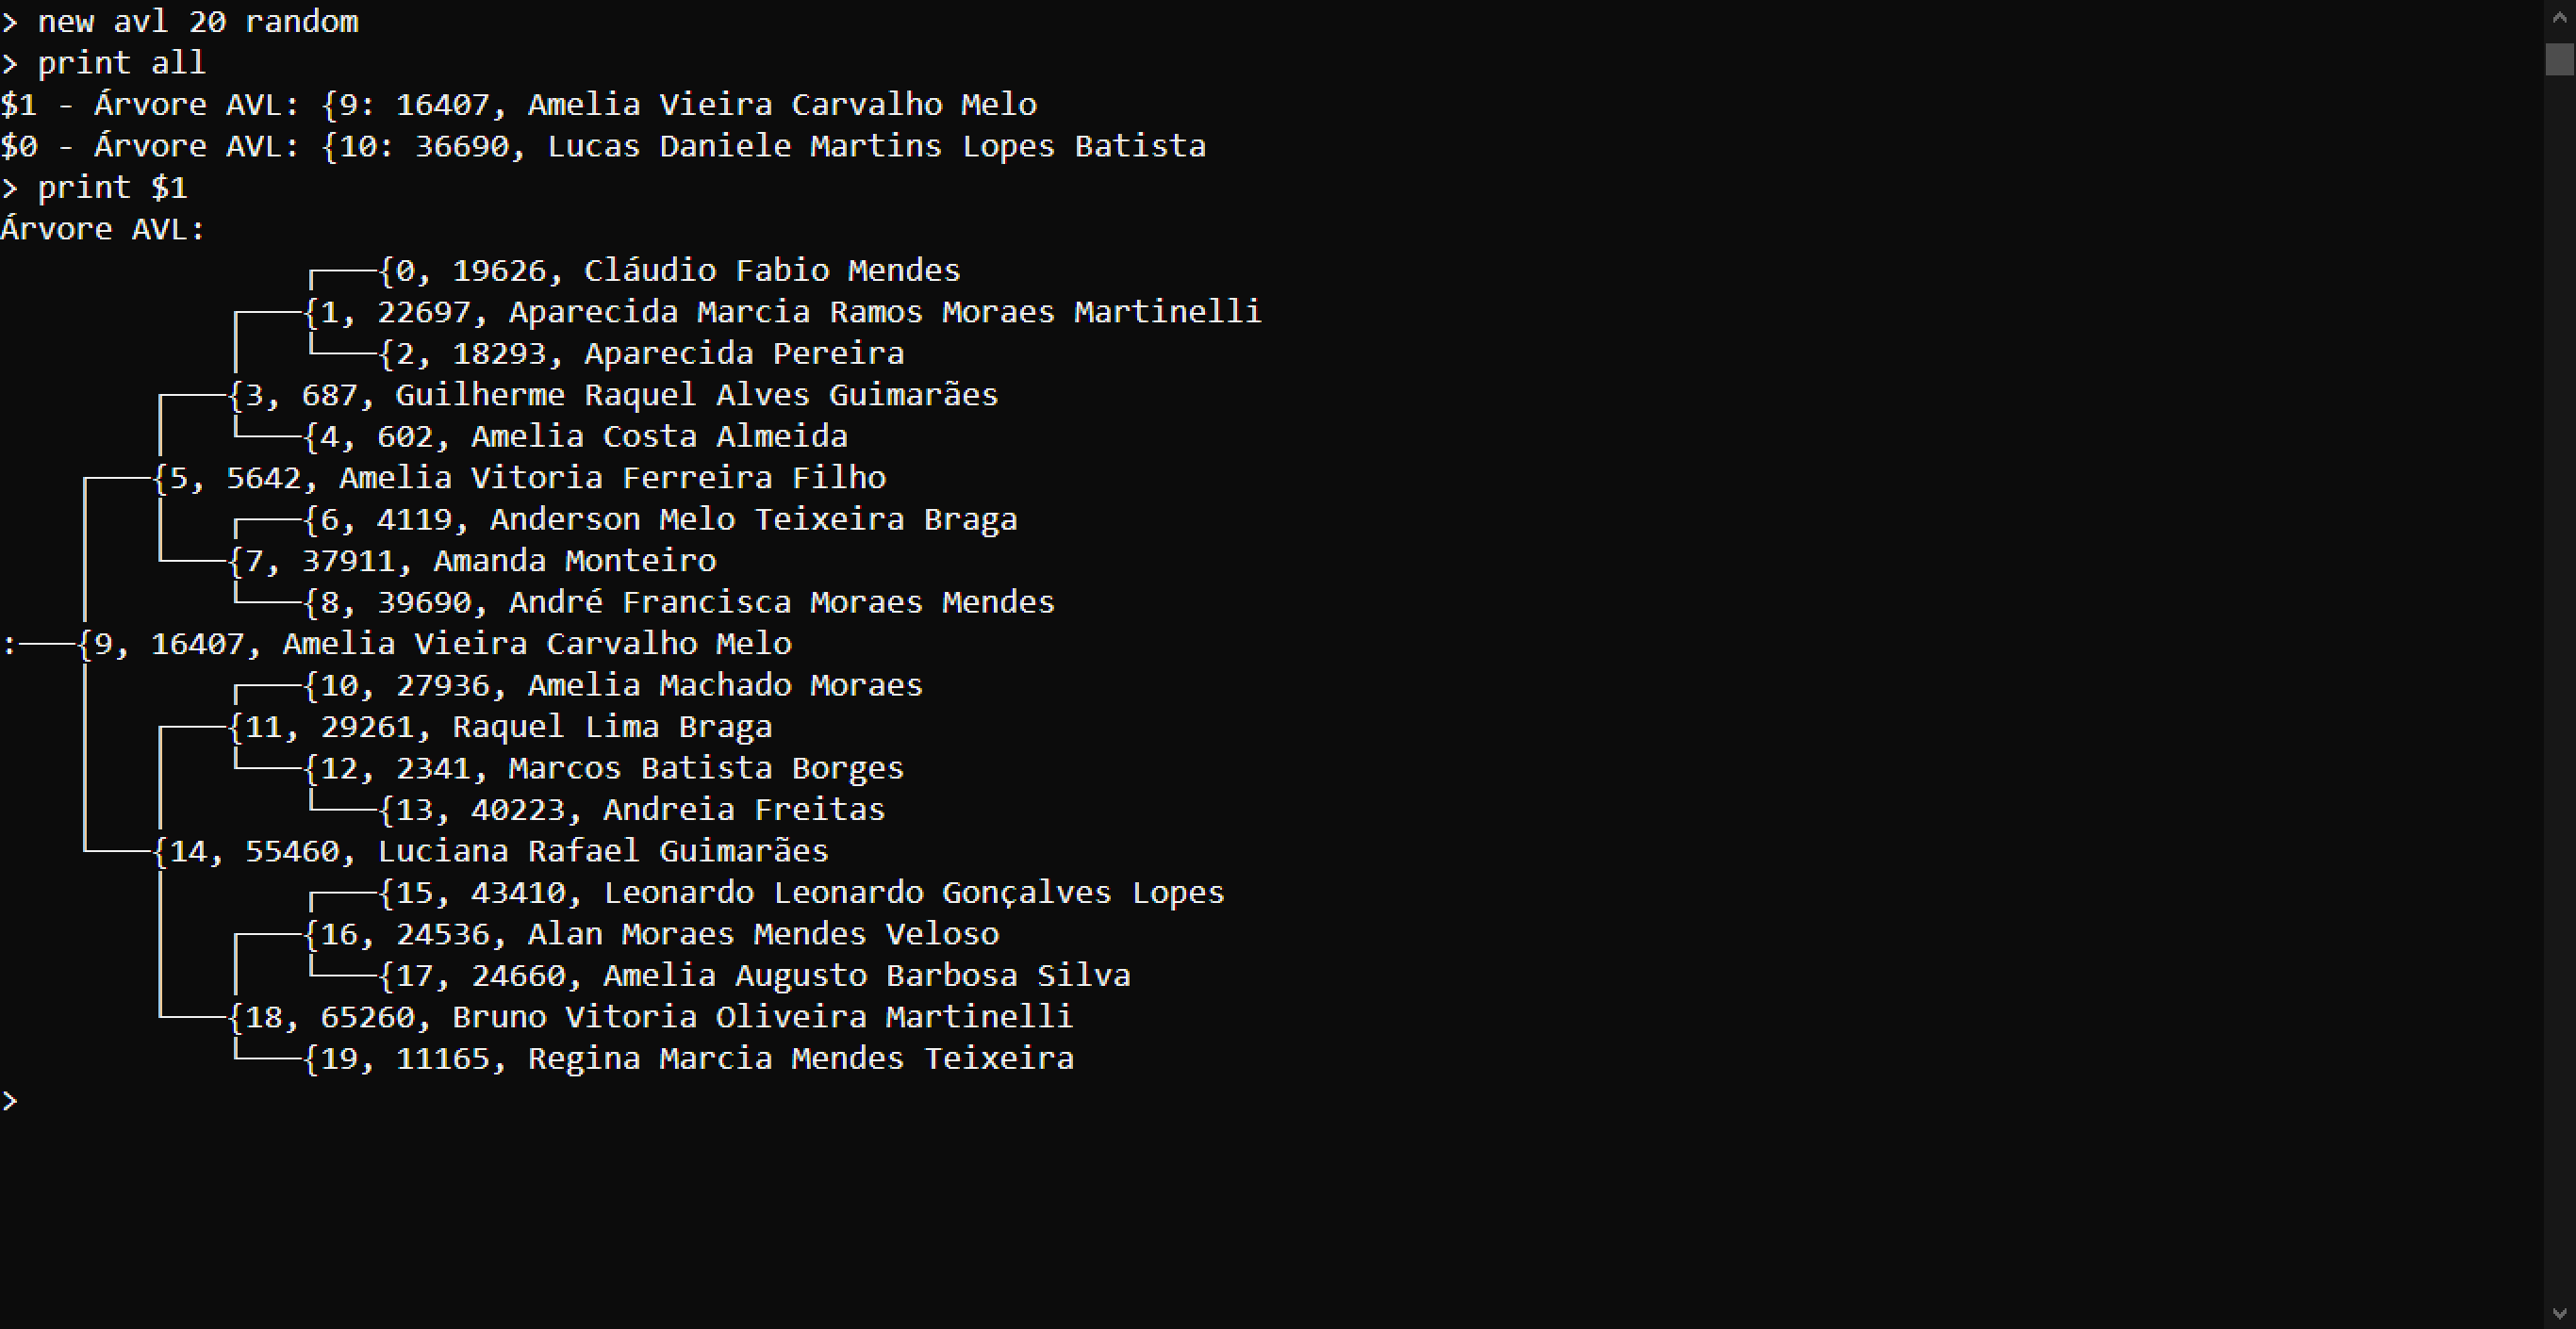 > new avl 20 random
> print all
$1 - Árvore AVL: {9: 16407, Amelia Vieira Carvalho Melo
$0 - Árvore AVL: {10: 36690, Lucas Daniele Martins Lopes Batista
> print $1
Árvore AVL:
┌───{0, 19626, Cláudio Fabio Mendes
┌───{1, 22697, Aparecida Marcia Ramos Moraes Martinelli
│   └───{2, 18293, Aparecida Pereira
┌───{3, 687, Guilherme Raquel Alves Guimarães
│   └───{4, 602, Amelia Costa Almeida
┌───{5, 5642, Amelia Vitoria Ferreira Filho
│   │   ┌───{6, 4119, Anderson Melo Teixeira Braga
│   └───{7, 37911, Amanda Monteiro
│       └───{8, 39690, André Francisca Moraes Mendes
:───{9, 16407, Amelia Vieira Carvalho Melo
│       ┌───{10, 27936, Amelia Machado Moraes
│   ┌───{11, 29261, Raquel Lima Braga
│   │   └───{12, 2341, Marcos Batista Borges
│   │       └───{13, 40223, Andreia Freitas
└───{14, 55460, Luciana Rafael Guimarães
│       ┌───{15, 43410, Leonardo Leonardo Gonçalves Lopes
│   ┌───{16, 24536, Alan Moraes Mendes Veloso
│   │   └───{17, 24660, Amelia Augusto Barbosa Silva
└───{18, 65260, Bruno Vitoria Oliveira Martinelli
└───{19, 11165, Regina Marcia Mendes Teixeira
>